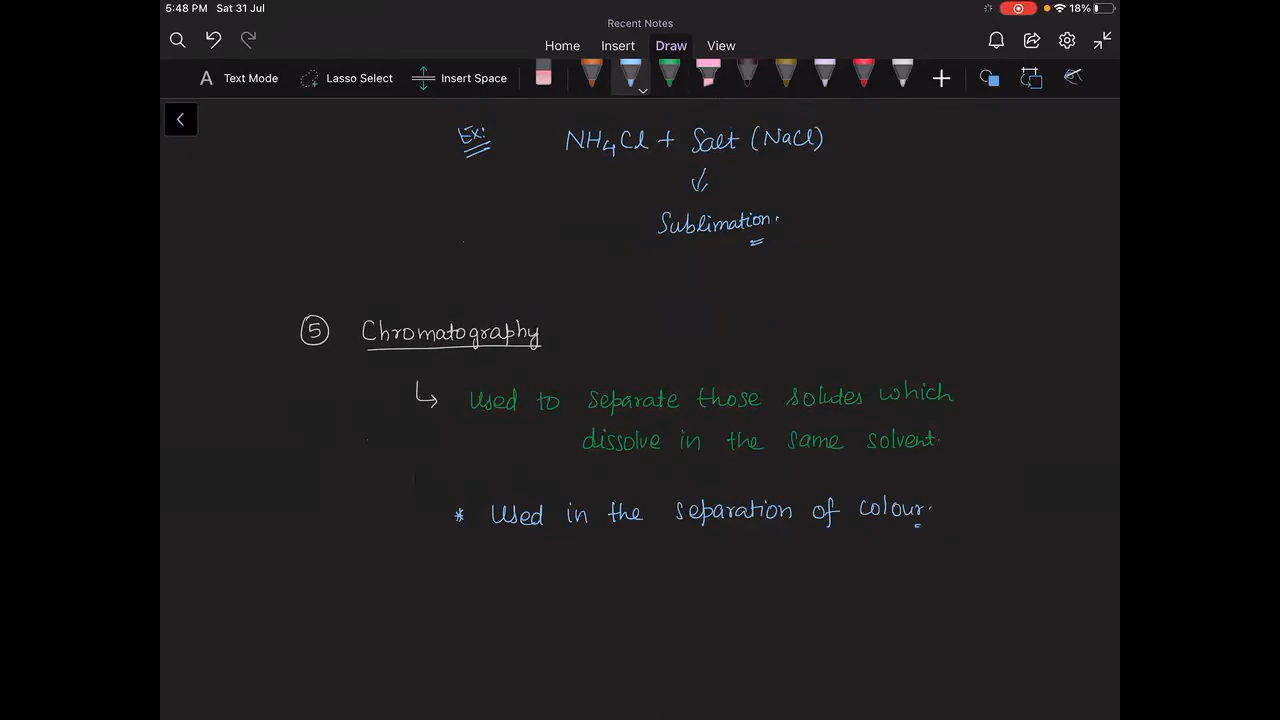 5:48 PM Sat 31 Jul
18%
Recent Notes
Home Insert Draw View
Text Mode Lasso Select Insert Space
Ex: NH4Cl + Salt (NaCl)
Sublimation.
5 Chromatography
Used to separate those solutes which
dissolve in the same solvent.
* Used in the separation of colour.